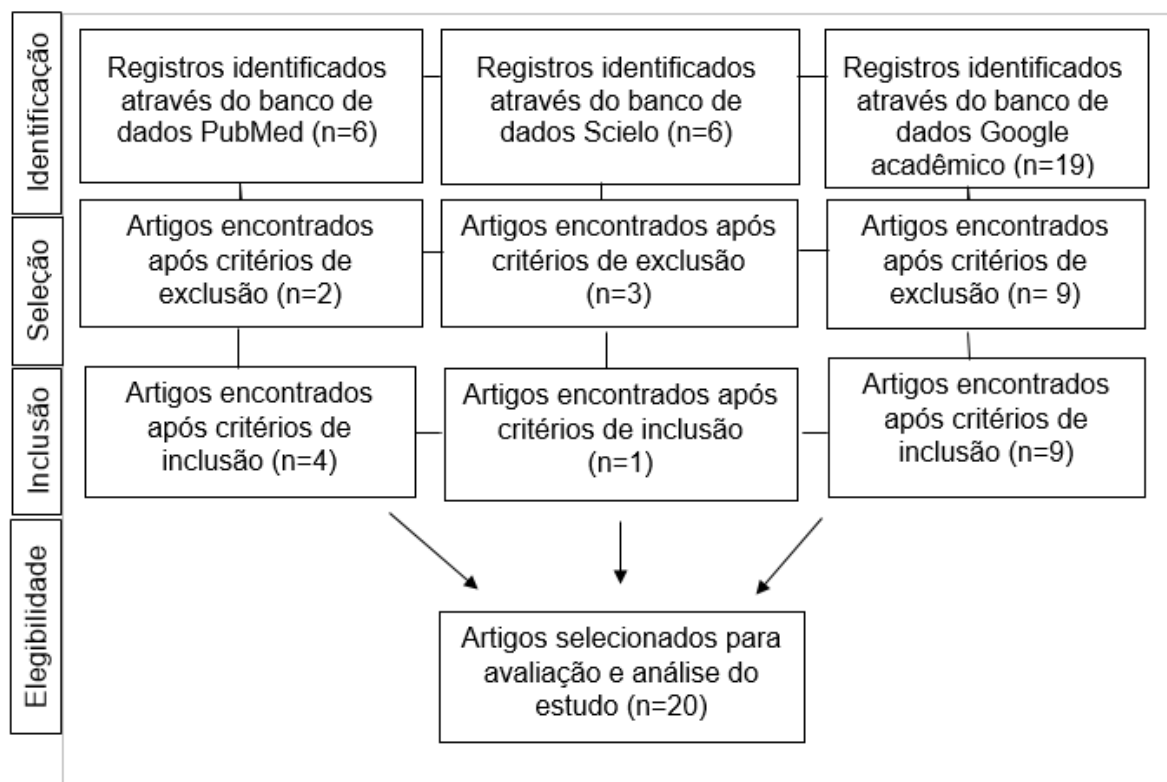 Identificação
Registros identificados
através do banco de
dados PubMed (n=6)
Registros identificados
através do banco de
dados Scielo (n=6)
Registros identificados
através do banco de
dados Google
acadêmico (n=19)
Seleção
Artigos encontrados
após critérios de
exclusão (n=2)
Artigos encontrados após
critérios de exclusão
(n=3)
Artigos encontrados
após critérios de
exclusão (n= 9)
Inclusão
Artigos encontrados
após critérios de
inclusão (n=4)
Artigos encontrados após
critérios de inclusão
(n=1)
Artigos encontrados
após critérios de
inclusão (n=9)
Elegibilidade
Artigos selecionados para
avaliação e análise do
estudo (n=20)